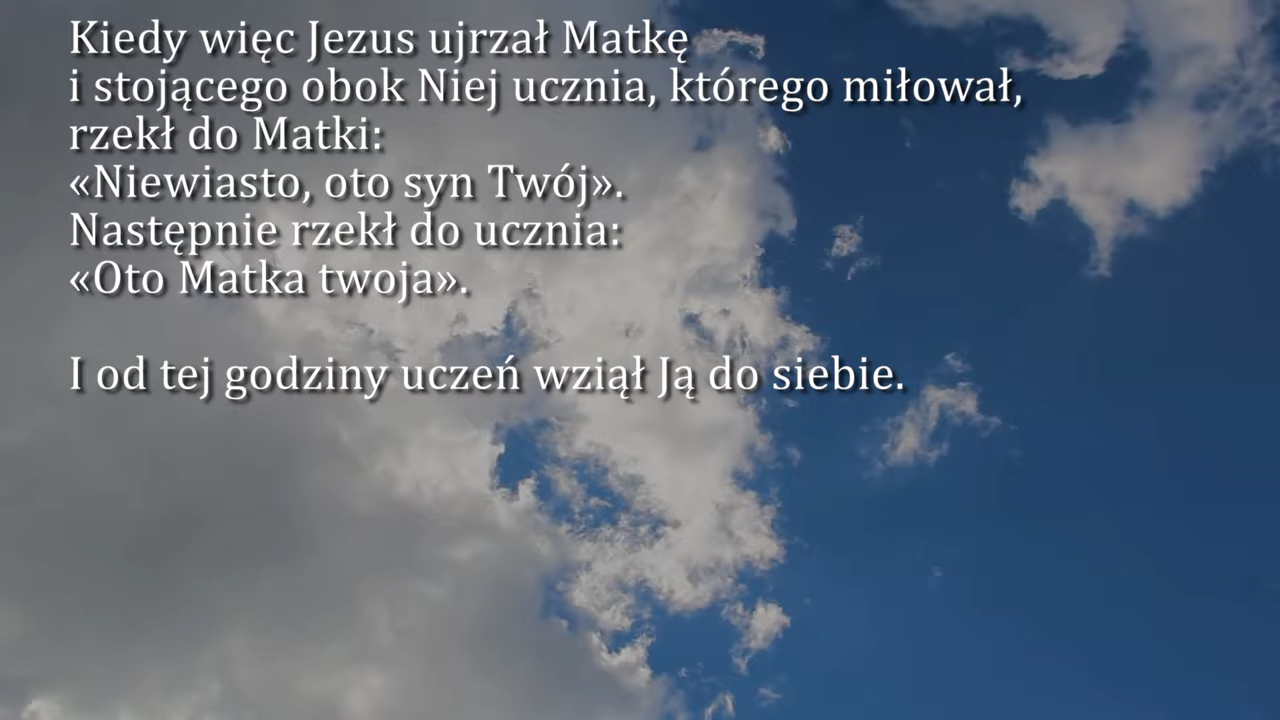 Kiedy więc Jezus ujrzał Matkę
i stojącego obok Niej ucznia, którego miłował,
rzekł do Matki:
«Niewiasto, oto syn Twój».
Następnie rzekł do ucznia:
«Oto Matka twoja».
I od tej godziny uczeń wziął Ją do siebie.